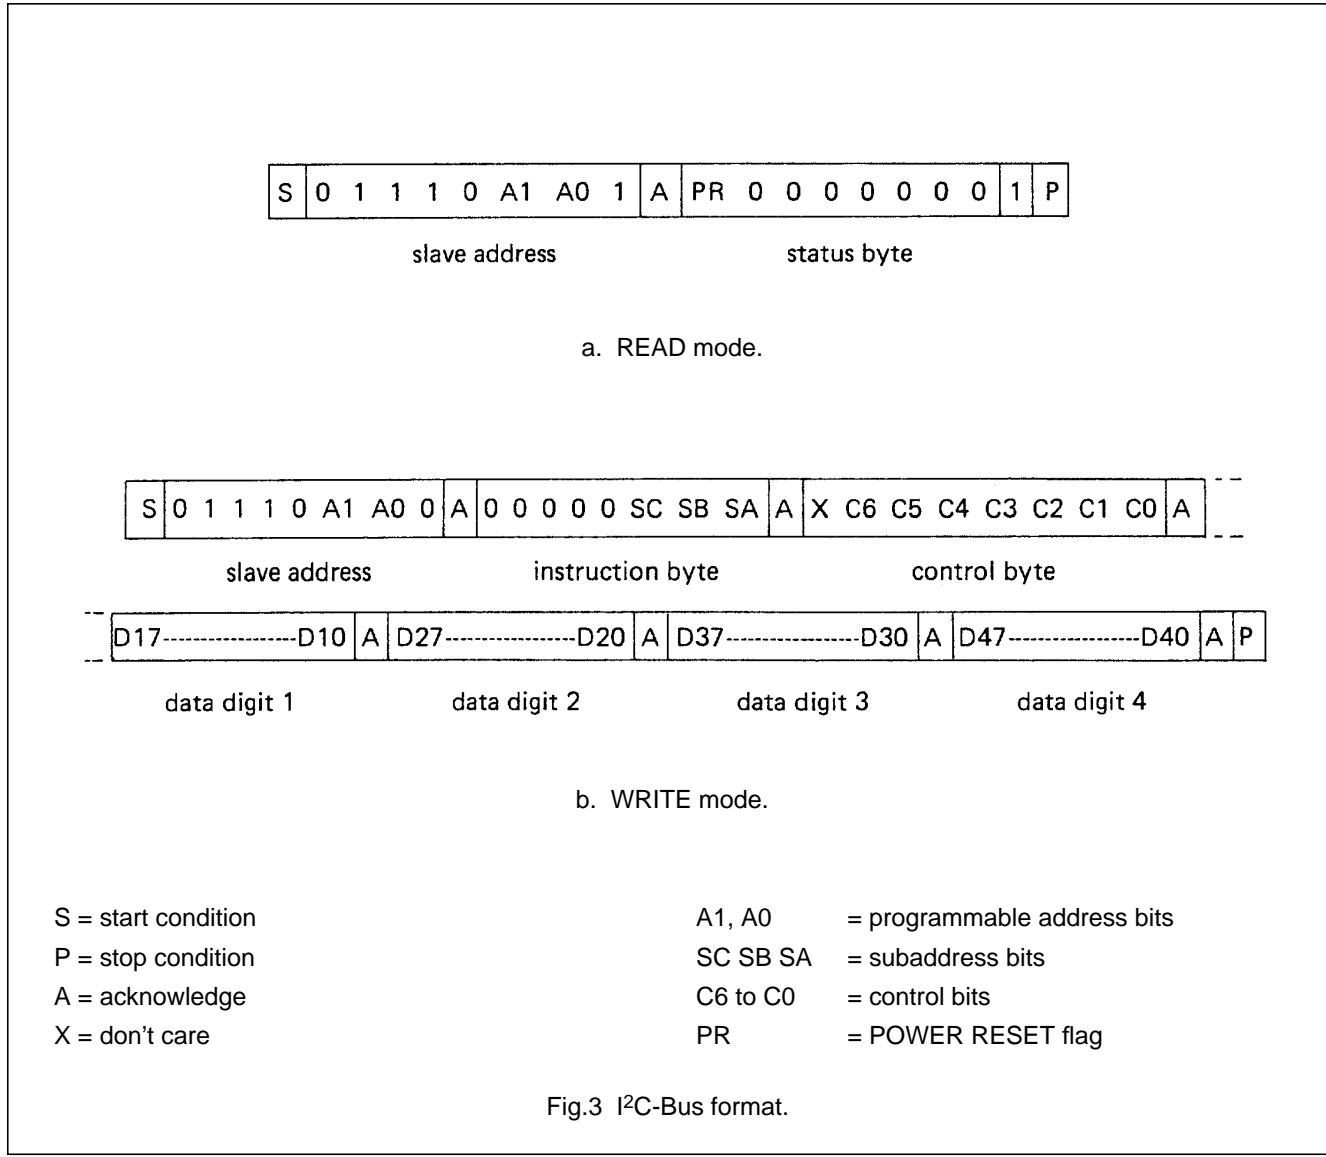 S 0 1 1 1 0 A1 A0 1 A PR 0 0 0 0 0 0 0 1 P
slave address status byte
a. READ mode.
S 0 1 1 1 0 A1 A0 0 A 0 0 0 0 0 SC SB SA A X C6 C5 C4 C3 C2 C1 C0 A
slave address instruction byte control byte
D17------------------D10 A D27------------------D20 A D37------------------D30 A D47------------------D40 A P
data digit 1 data digit 2 data digit 3 data digit 4
b. WRITE mode.
S = start condition A1, A0 = programmable address bits
P = stop condition SC SB SA = subaddress bits
A = acknowledge C6 to C0 = control bits
X = don't care PR = POWER RESET flag
Fig.3 I²C-Bus format.